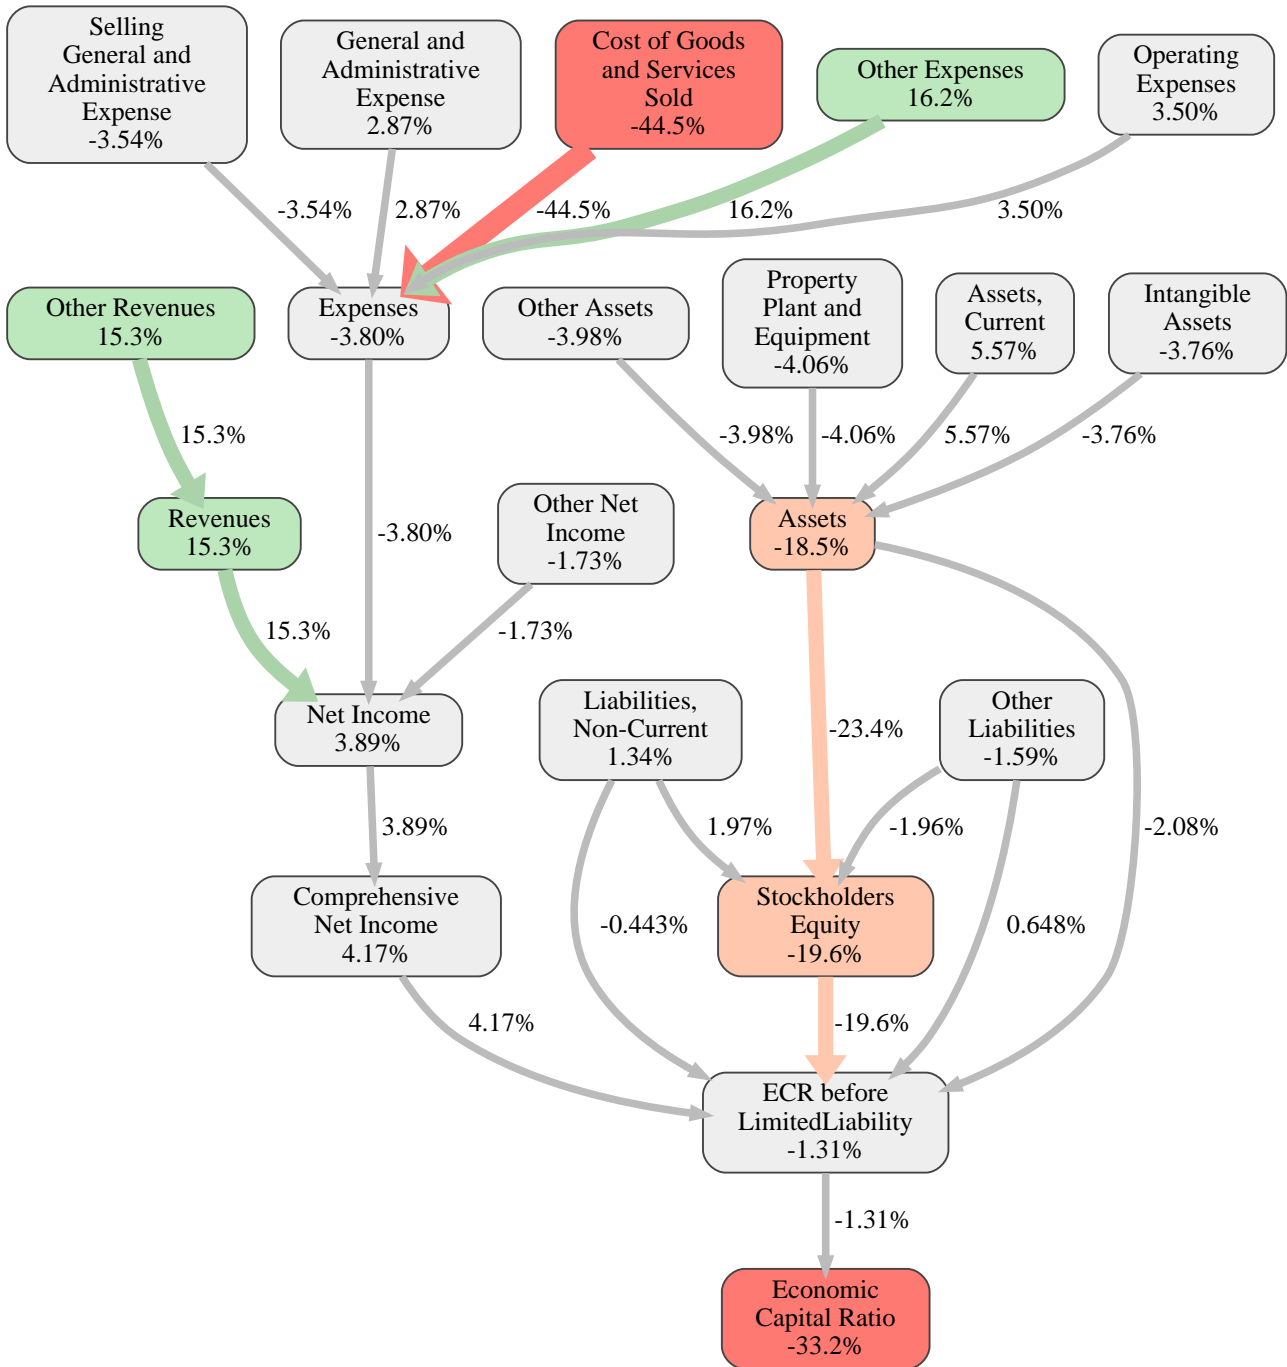 Selling
General and
Administrative
Expense
-3.54%
General and
Administrative
Expense
2.87%
Cost of Goods
and Services
Sold
-44.5%
Other Expenses
16.2%
Operating
Expenses
3.50%
-3.54%
2.87%
-44.5%
16.2%
3.50%
Other Revenues
15.3%
Expenses
-3.80%
Other Assets
-3.98%
Property
Plant and
Equipment
-4.06%
Assets,
Current
5.57%
Intangible
Assets
-3.76%
15.3%
-3.98%
-4.06%
5.57%
-3.76%
Revenues
15.3%
-3.80%
Other Net
Income
-1.73%
Assets
-18.5%
15.3%
-1.73%
Net Income
3.89%
Liabilities,
Non-Current
1.34%
-23.4%
Other
Liabilities
-1.59%
3.89%
1.97%
-1.96%
-2.08%
Comprehensive
Net Income
4.17%
-0.443%
Stockholders
Equity
-19.6%
0.648%
4.17%
-19.6%
ECR before
LimitedLiability
-1.31%
-1.31%
Economic
Capital Ratio
-33.2%